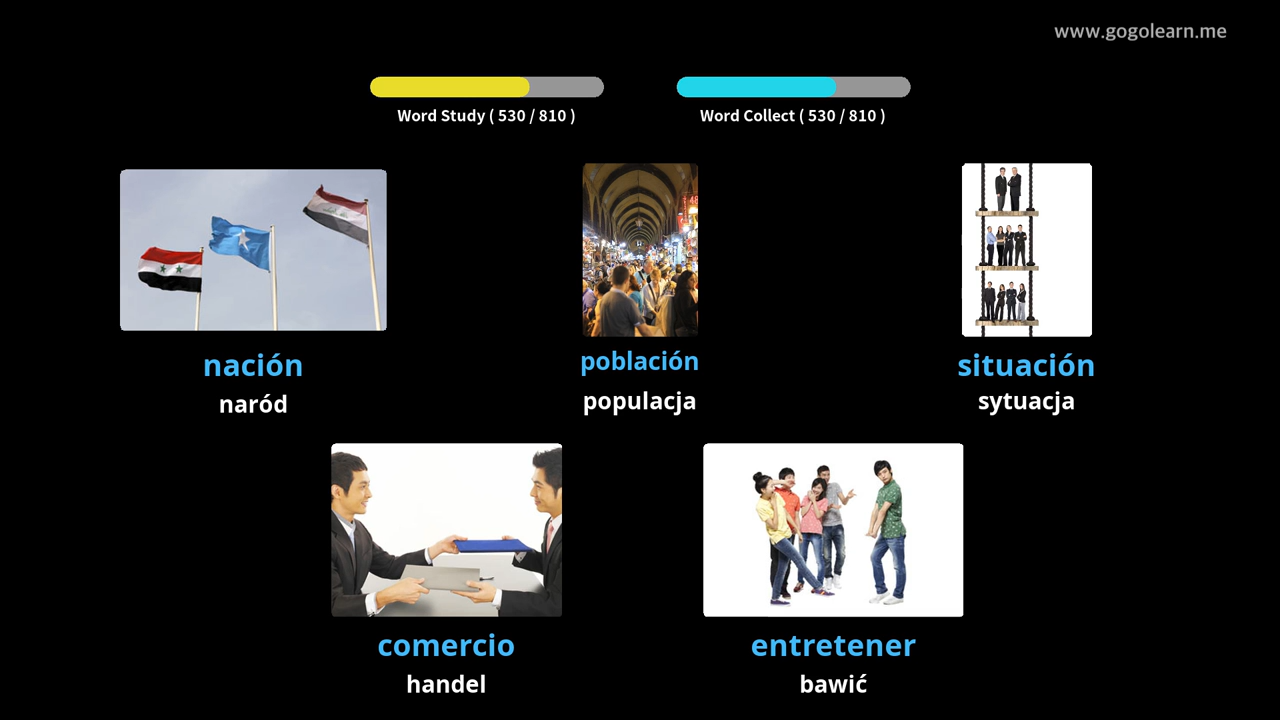 www.gogolearn.me
Word Study ( 530 / 810 )
Word Collect ( 530 / 810 )
nación
naród
población
populacja
situación
sytuacja
comercio
handel
entretener
bawić